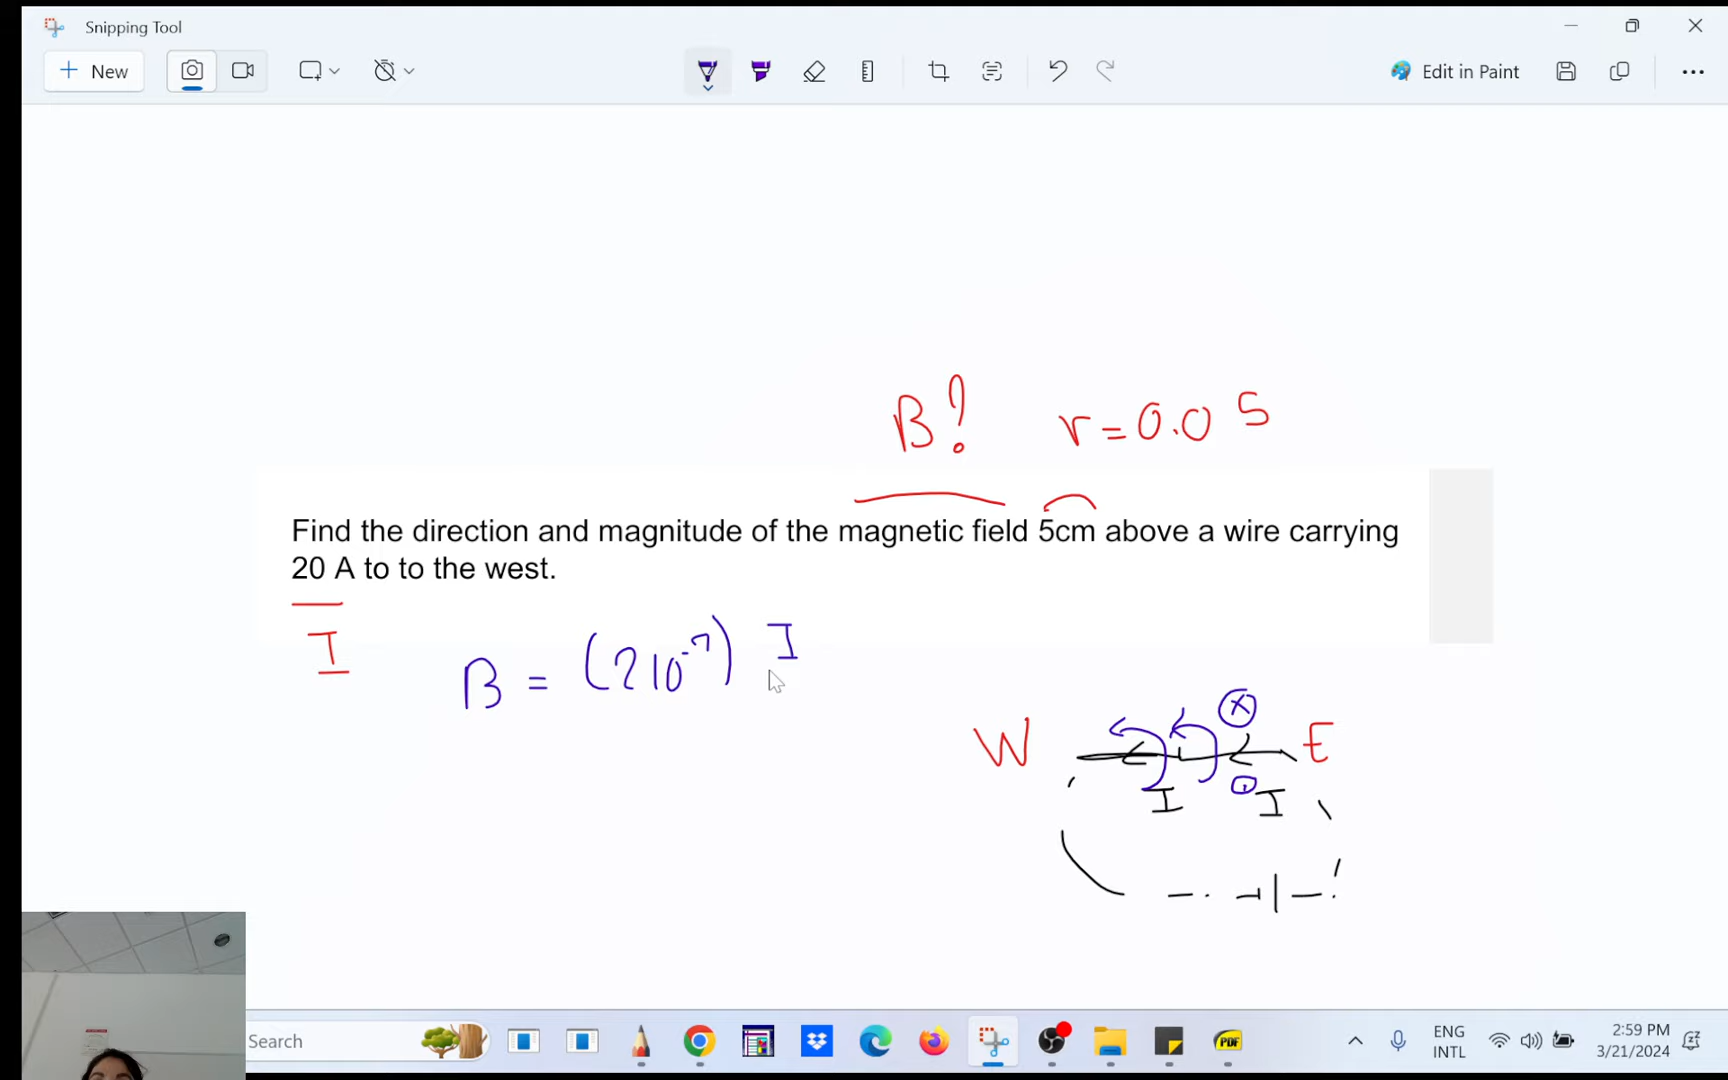 Snipping Tool
New
Edit in Paint
B? r=0.05
Find the direction and magnitude of the magnetic field 5cm above a wire carrying
20 A to to the west.
I
B = (2 10⁻⁷) I
W E
I I
Search
PDF
ENG
INTL
2:59 PM
3/21/2024